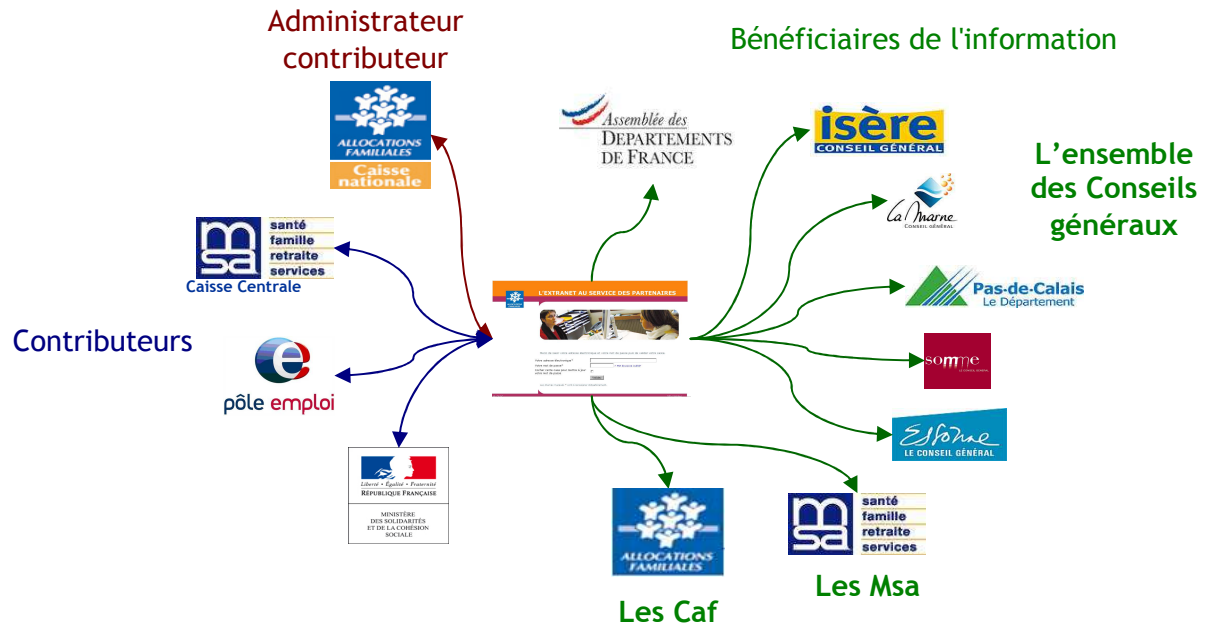 Administrateur
contributeur
Bénéficiaires de l'information
ALLOCATIONS
FAMILIALES
Caisse
nationale
Assemblée des
DEPARTEMENTS
DE FRANCE
isère
CONSEIL GÉNÉRAL
L'ensemble
des Conseils
généraux
La Marne
CONSEIL GÉNÉRAL
msa
santé
famille
retraite
services
Caisse Centrale
Pas-de-Calais
Le Département
L'EXTRANET AU SERVICE DES PARTENAIRES
Contributeurs
pôle emploi
somme
Essonne
LE CONSEIL GÉNÉRAL
Liberté • Égalité • Fraternité
RÉPUBLIQUE FRANÇAISE
MINISTÈRE
DES SOLIDARITÉS
ET DE LA COHÉSION
SOCIALE
ALLOCATIONS
FAMILIALES
Les Caf
msa
santé
famille
retraite
services
Les Msa